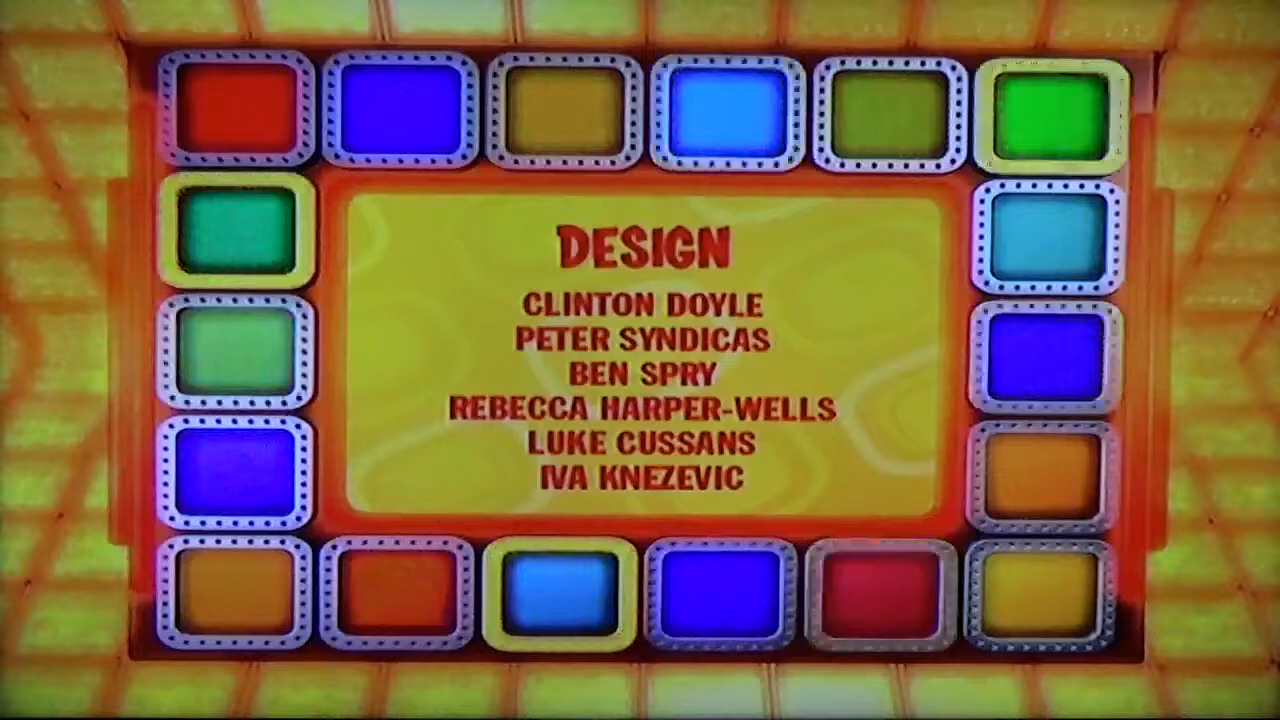 DESIGN
CLINTON DOYLE
PETER SYNDICAS
BEN SPRY
REBECCA HARPER-WELLS
LUKE CUSSANS
IVA KNEZEVIC